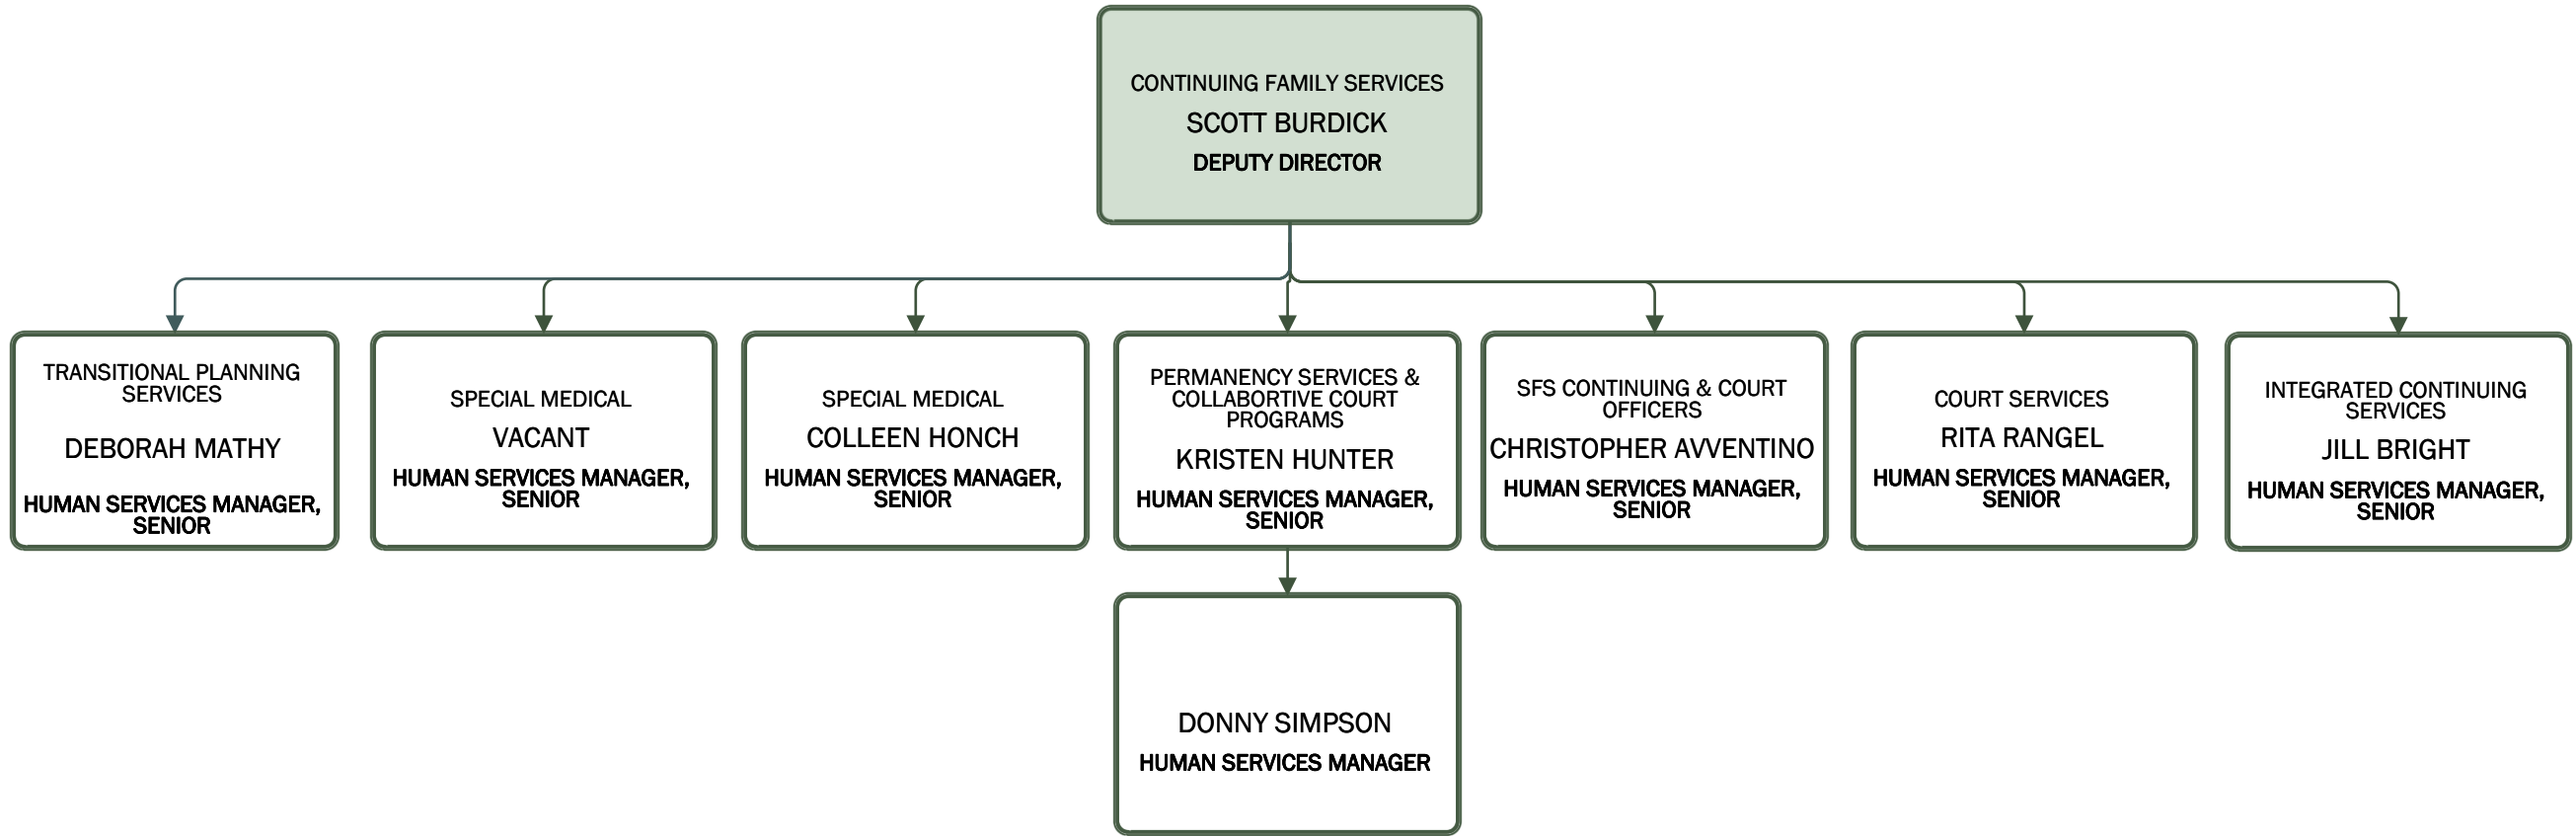 CONTINUING FAMILY SERVICES
SCOTT BURDICK
DEPUTY DIRECTOR
TRANSITIONAL PLANNING
SERVICES
DEBORAH MATHY
HUMAN SERVICES MANAGER,
SENIOR
SPECIAL MEDICAL
VACANT
HUMAN SERVICES MANAGER,
SENIOR
SPECIAL MEDICAL
COLLEEN HONCH
HUMAN SERVICES MANAGER,
SENIOR
PERMANENCY SERVICES &
COLLABORTIVE COURT
PROGRAMS
KRISTEN HUNTER
HUMAN SERVICES MANAGER,
SENIOR
SFS CONTINUING & COURT
OFFICERS
CHRISTOPHER AVVENTINO
HUMAN SERVICES MANAGER,
SENIOR
COURT SERVICES
RITA RANGEL
HUMAN SERVICES MANAGER,
SENIOR
INTEGRATED CONTINUING
SERVICES
JILL BRIGHT
HUMAN SERVICES MANAGER,
SENIOR
DONNY SIMPSON
HUMAN SERVICES MANAGER